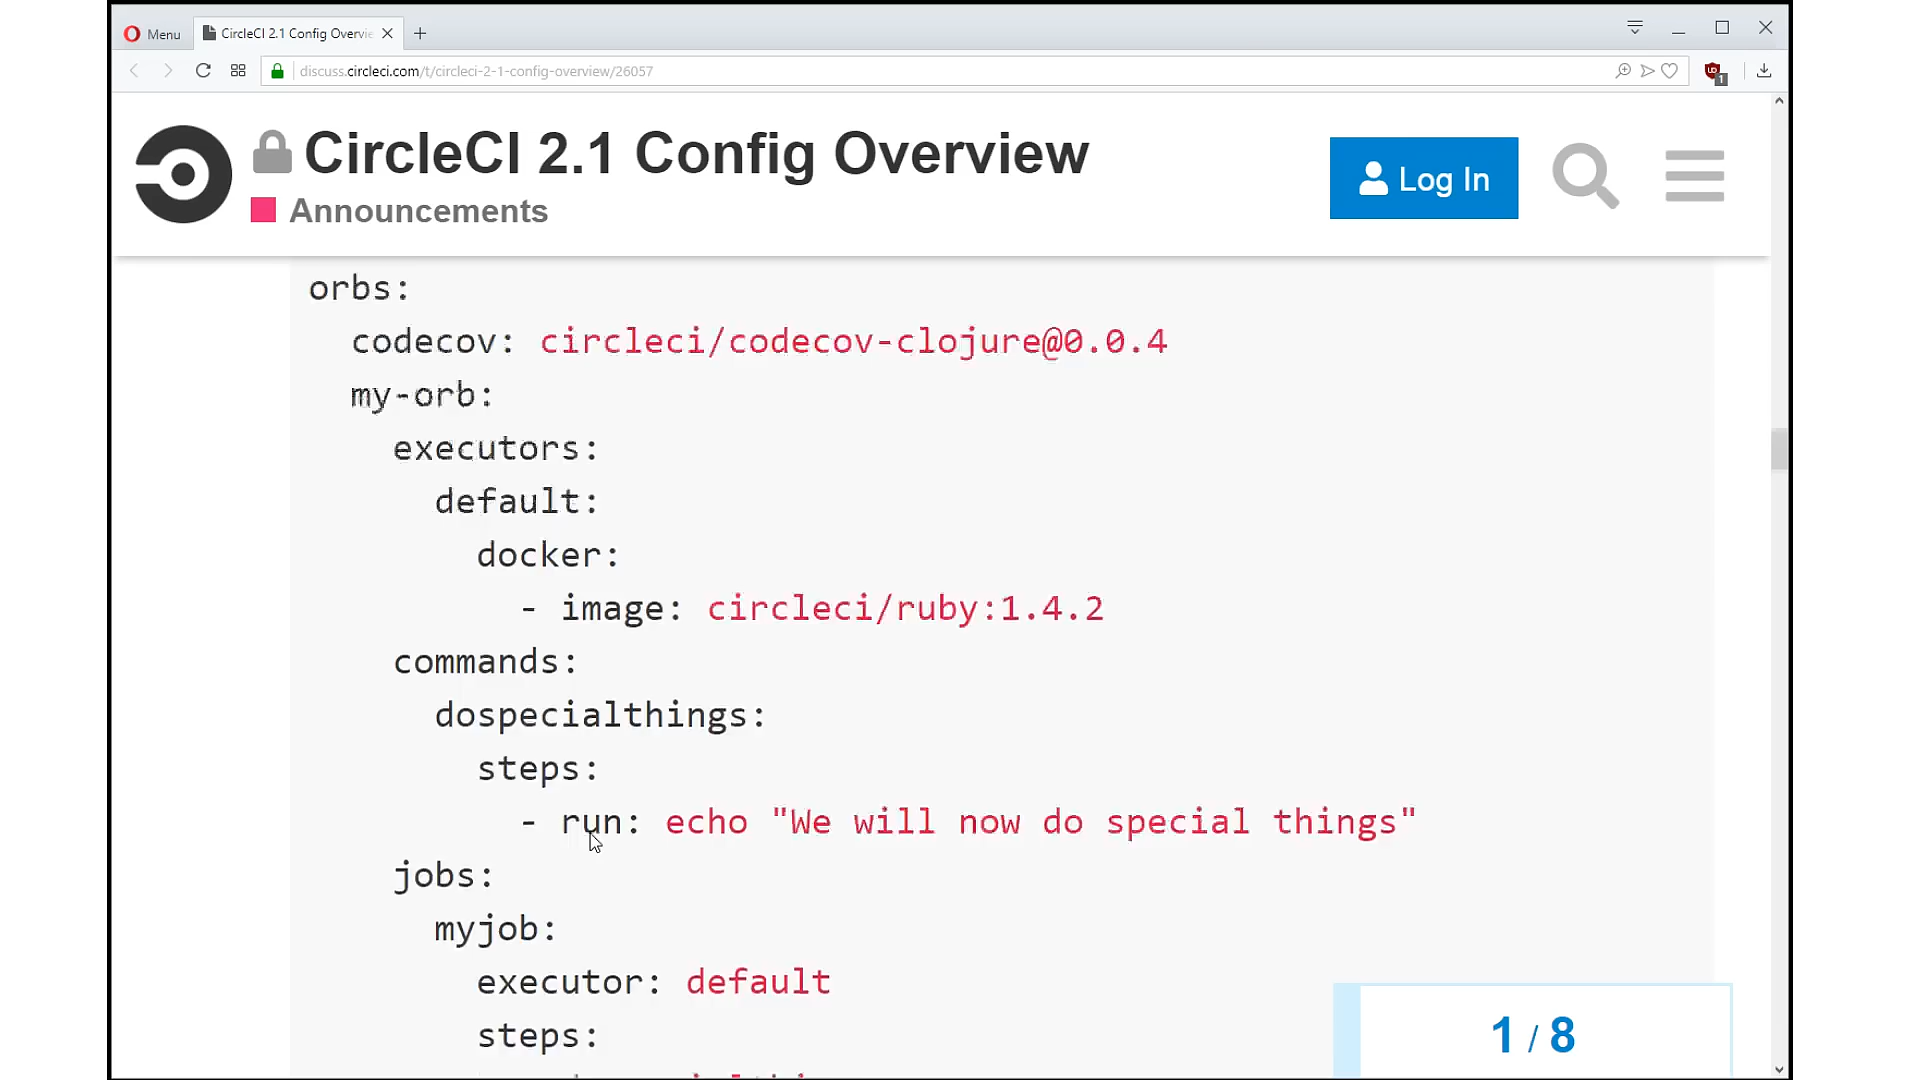 Menu
CircleCI 2.1 Config Overvie
discuss.circleci.com/t/circleci-2-1-config-overview/26057
1
CircleCI 2.1 Config Overview
Announcements
Log In
orbs:
codecov: circleci/codecov-clojure@0.0.4
my-orb:
executors:
default:
docker:
- image: circleci/ruby:1.4.2
commands:
dospecialthings:
steps:
- run: echo "We will now do special things"
jobs:
myjob:
executor: default
steps:
1 / 8